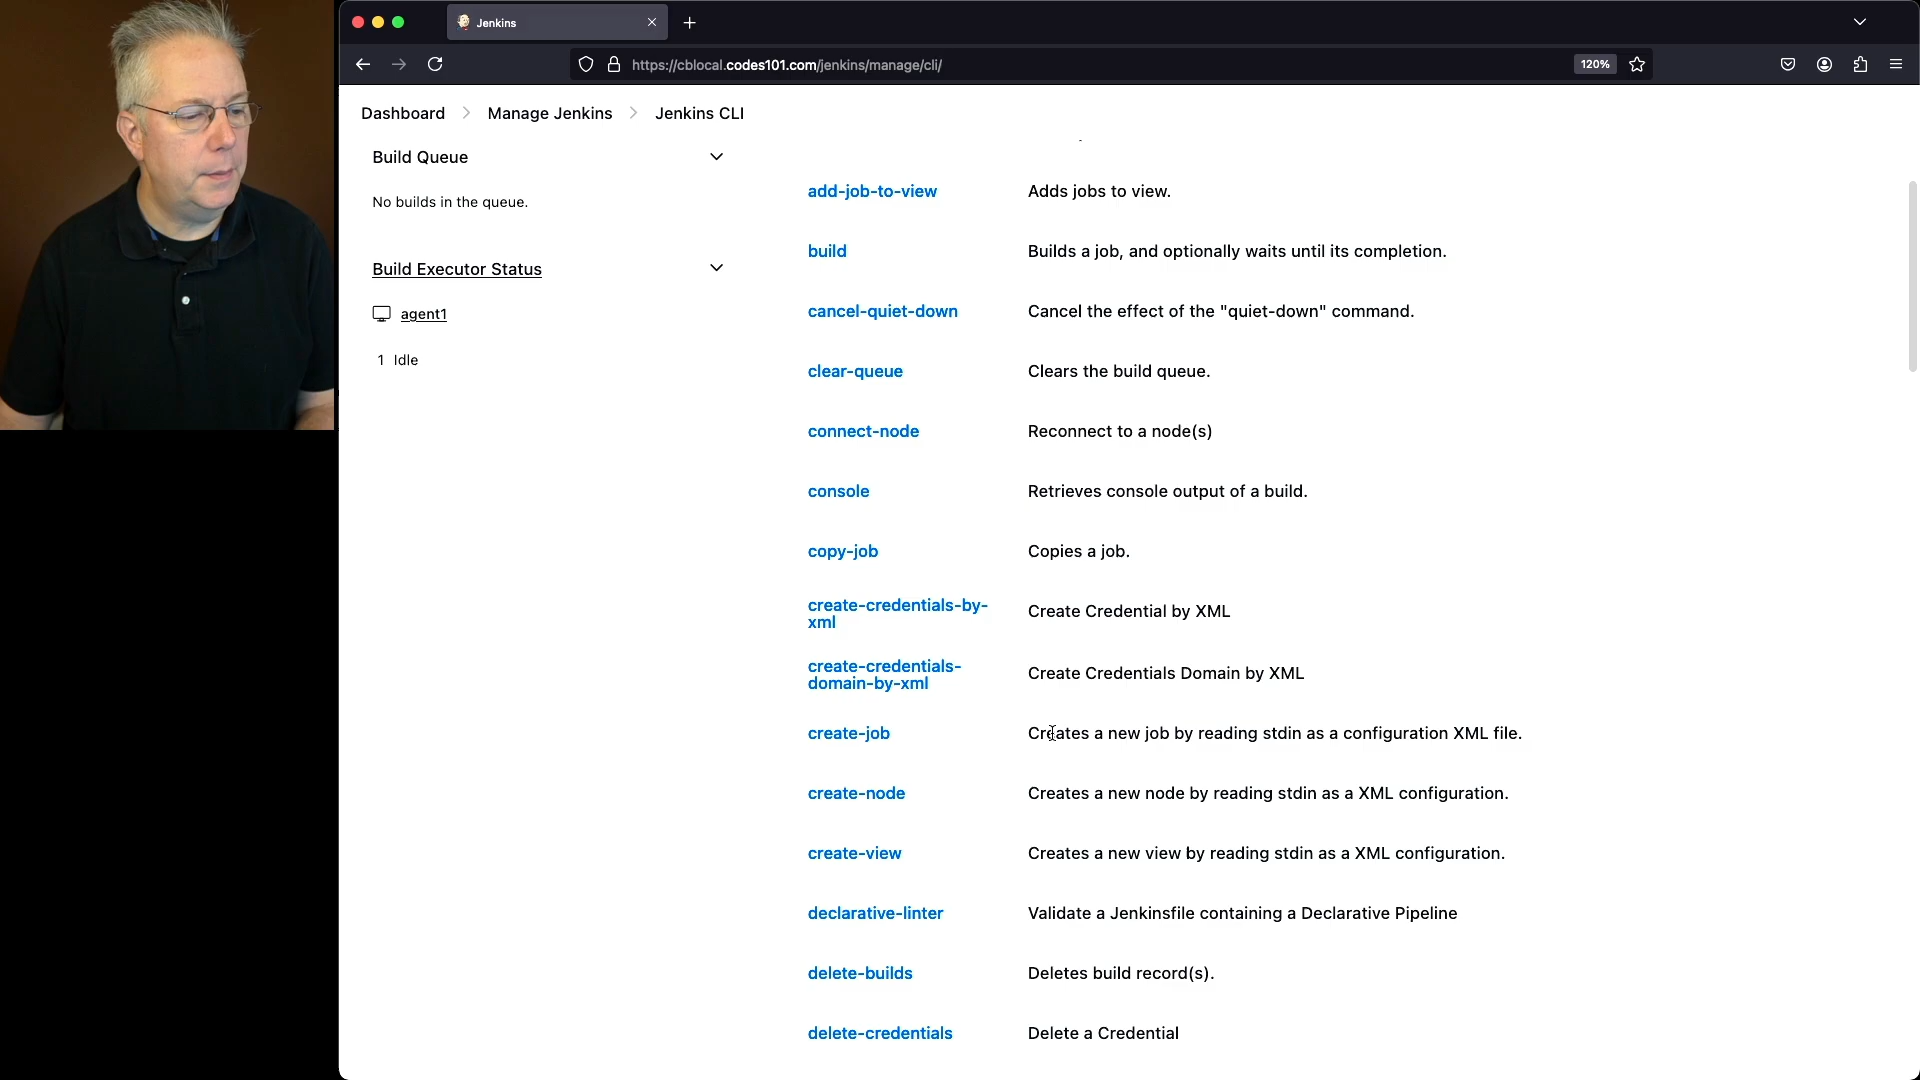 Jenkins
https://cblocal.codes101.com/jenkins/manage/cli/
120%
Dashboard
Manage Jenkins
Jenkins CLI
Build Queue
No builds in the queue.
Build Executor Status
agent1
1 Idle
add-job-to-view
Adds jobs to view.
build
Builds a job, and optionally waits until its completion.
cancel-quiet-down
Cancel the effect of the "quiet-down" command.
clear-queue
Clears the build queue.
connect-node
Reconnect to a node(s)
console
Retrieves console output of a build.
copy-job
Copies a job.
create-credentials-by-
xml
Create Credential by XML
create-credentials-
domain-by-xml
Create Credentials Domain by XML
create-job
Creates a new job by reading stdin as a configuration XML file.
create-node
Creates a new node by reading stdin as a XML configuration.
create-view
Creates a new view by reading stdin as a XML configuration.
declarative-linter
Validate a Jenkinsfile containing a Declarative Pipeline
delete-builds
Deletes build record(s).
delete-credentials
Delete a Credential